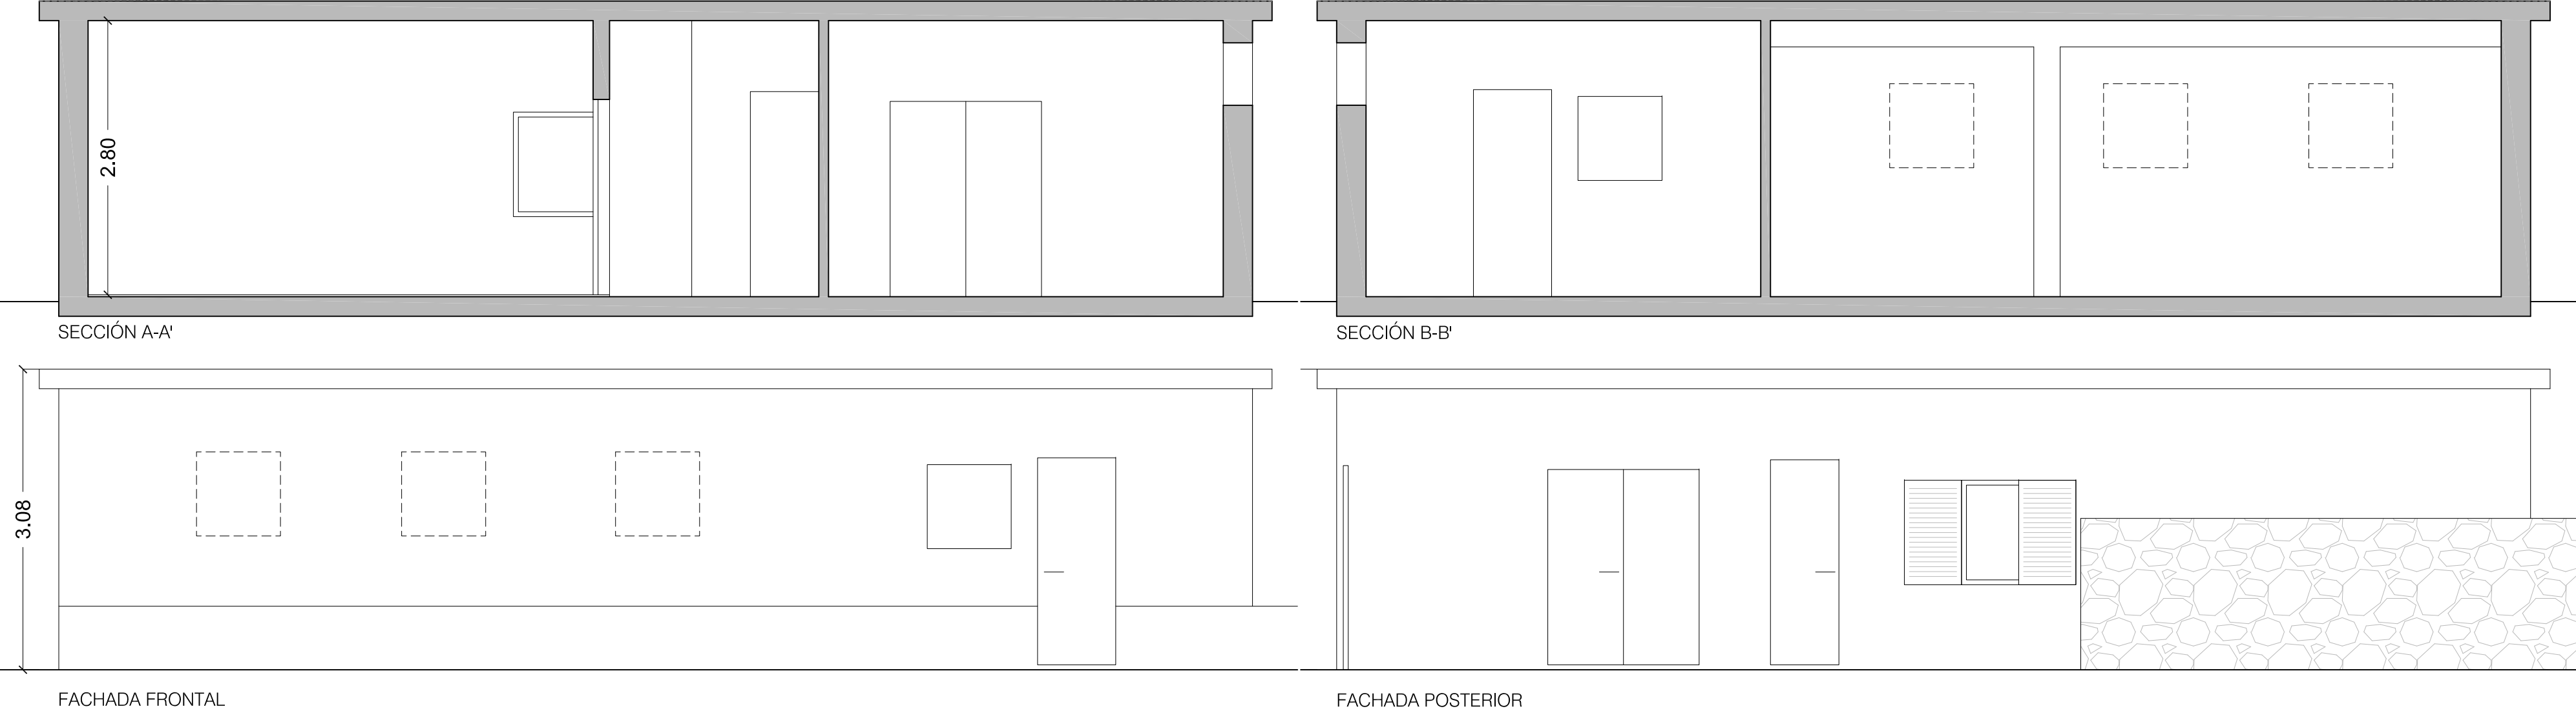 2.80
SECCIÓN A-A'
SECCIÓN B-B'
3.08
FACHADA FRONTAL
FACHADA POSTERIOR